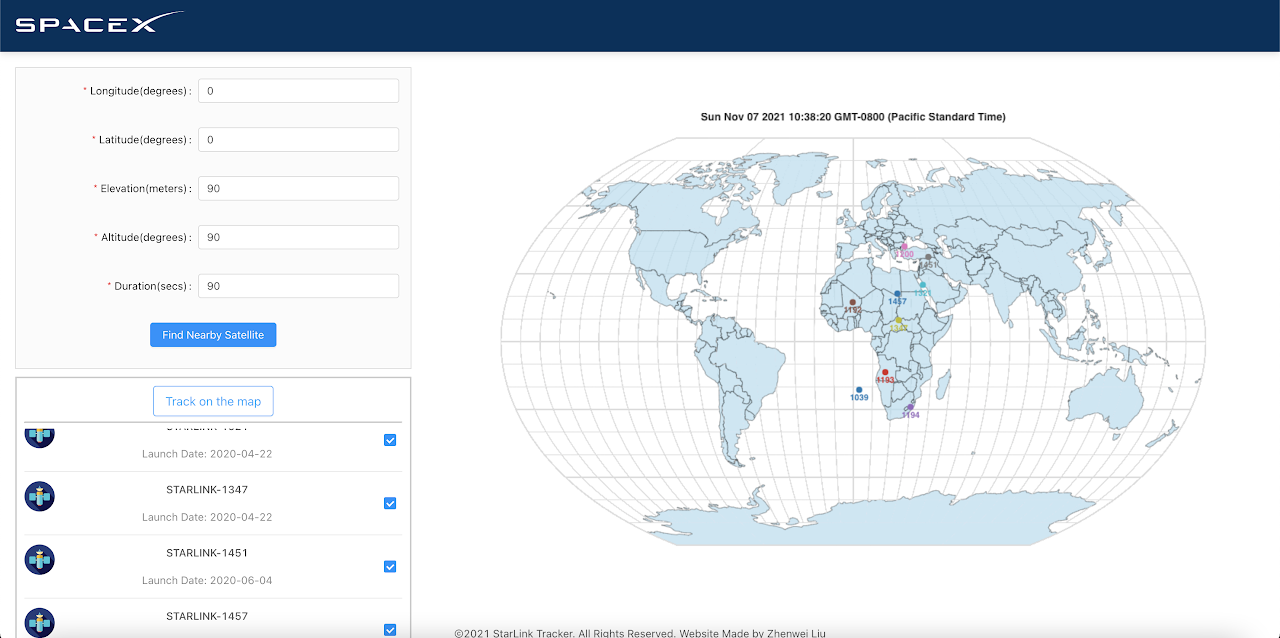 SPACEX
* Longitude(degrees) : 0
* Latitude(degrees) : 0
* Elevation(meters) : 90
* Altitude(degrees) : 90
* Duration(secs) : 90
Find Nearby Satellite
Track on the map
Launch Date: 2020-04-22
STARLINK-1347
Launch Date: 2020-04-22
STARLINK-1451
Launch Date: 2020-06-04
STARLINK-1457
Sun Nov 07 2021 10:38:20 GMT-0800 (Pacific Standard Time)
1200
1451
1321
1457
1192
1347
1193
1039
1194
©2021 StarLink Tracker. All Rights Reserved. Website Made by Zhenwei Liu